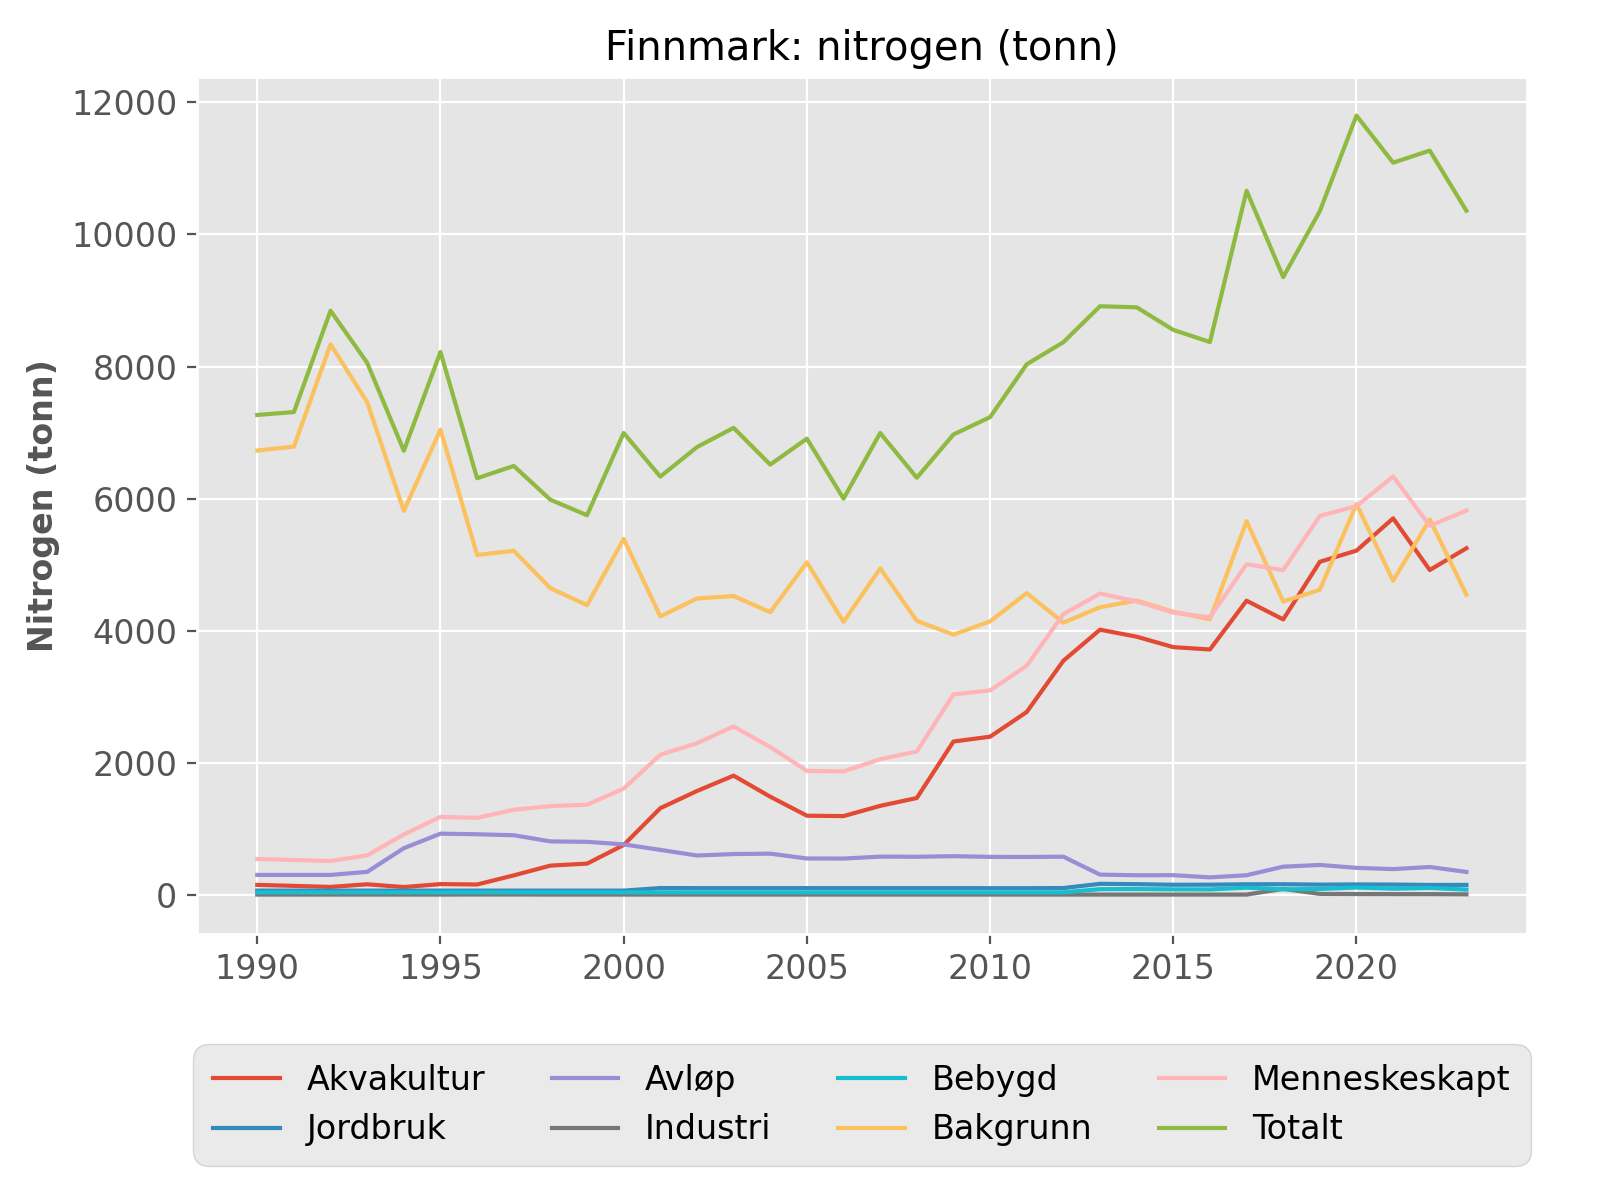 Finnmark: nitrogen (tonn)
Nitrogen (tonn)
12000
10000
8000
6000
4000
2000
0
1990 1995 2000 2005 2010 2015 2020
Akvakultur Avløp Bebygd Menneskeskapt
Jordbruk Industri Bakgrunn Totalt